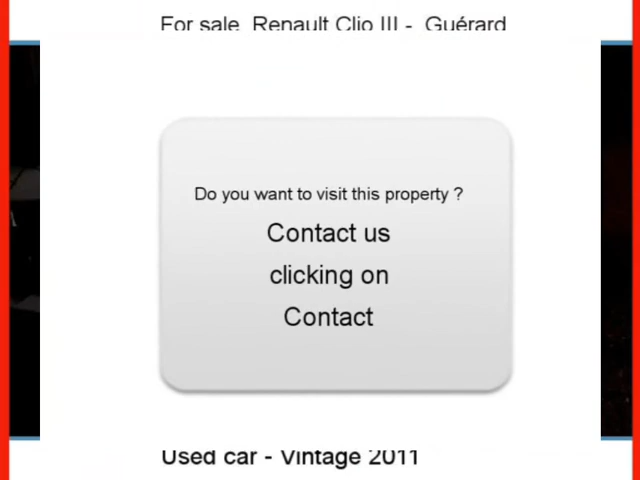 For sale Renault Clio III - Guérard
Do you want to visit this property ?
Contact us
clicking on
Contact
Used car - Vintage 2011